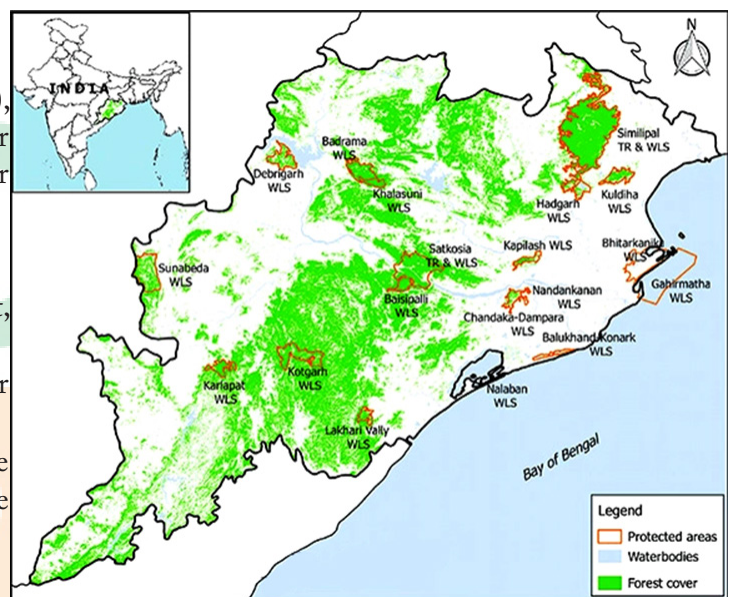 INDIA
N
),
r
r
,
r
e
e
Similipal
TR & WLS
Badrama
WLS
Debrigarh
WLS
Khalasuni
WLS
Hadgarh
WLS
Kuldiha
WLS
Satkosia
TR & WLS
Kapilash WLS
Bhitarkanika
WLS
Sunabeda
WLS
Baisipalli
WLS
Nandankanan
WLS
Gahirmatha
WLS
Chandaka-Dampara
WLS
Balukhand Konark
WLS
Karlapat
WLS
Kotgarh
WLS
Nalaban
WLS
Lakhari Vally
WLS
Bay of Bengal
Legend
Protected areas
Waterbodies
Forest cover